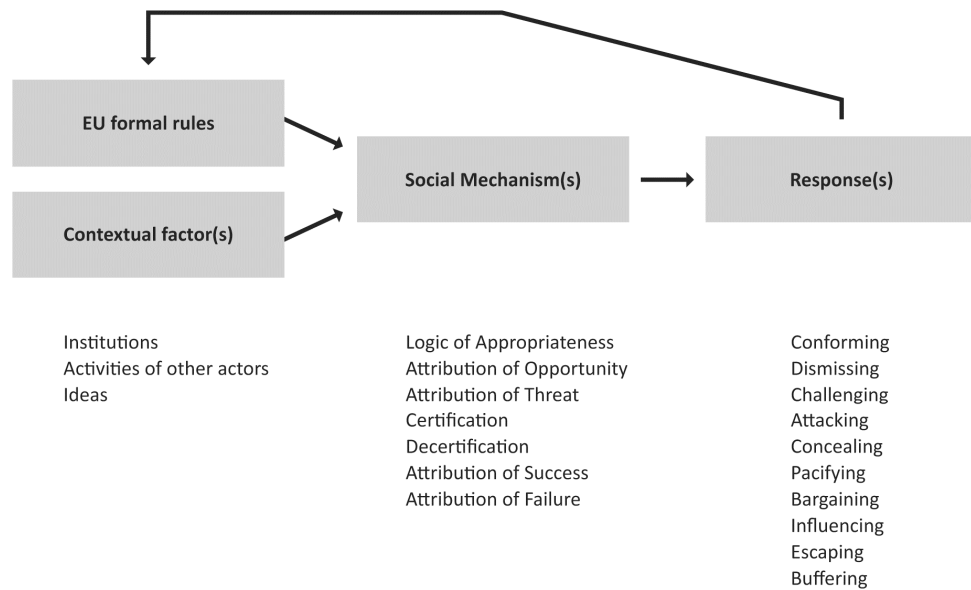 EU formal rules
Contextual factor(s)
Social Mechanism(s)
Response(s)
Institutions
Activities of other actors
Ideas
Logic of Appropriateness
Attribution of Opportunity
Attribution of Threat
Certification
Decertification
Attribution of Success
Attribution of Failure
Conforming
Dismissing
Challenging
Attacking
Concealing
Pacifying
Bargaining
Influencing
Escaping
Buffering